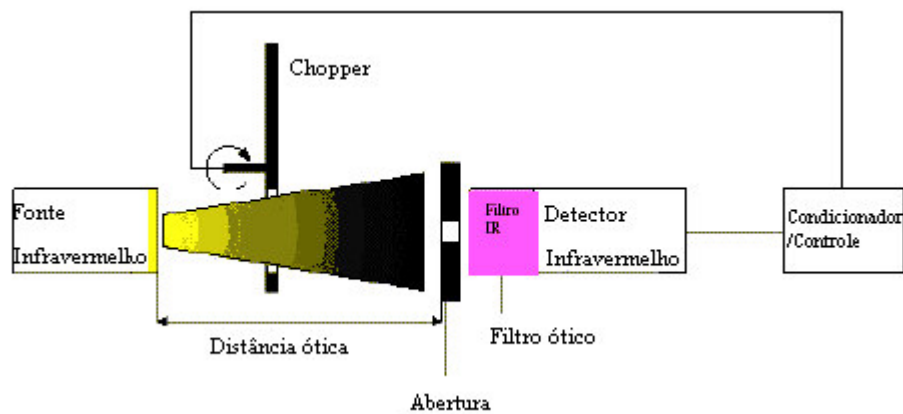 Chopper
Fonte
Infravermelho
Filtro
IR
Detector
Infravermelho
Condicionador
/Controle
Distância ótica
Filtro ótico
Abertura